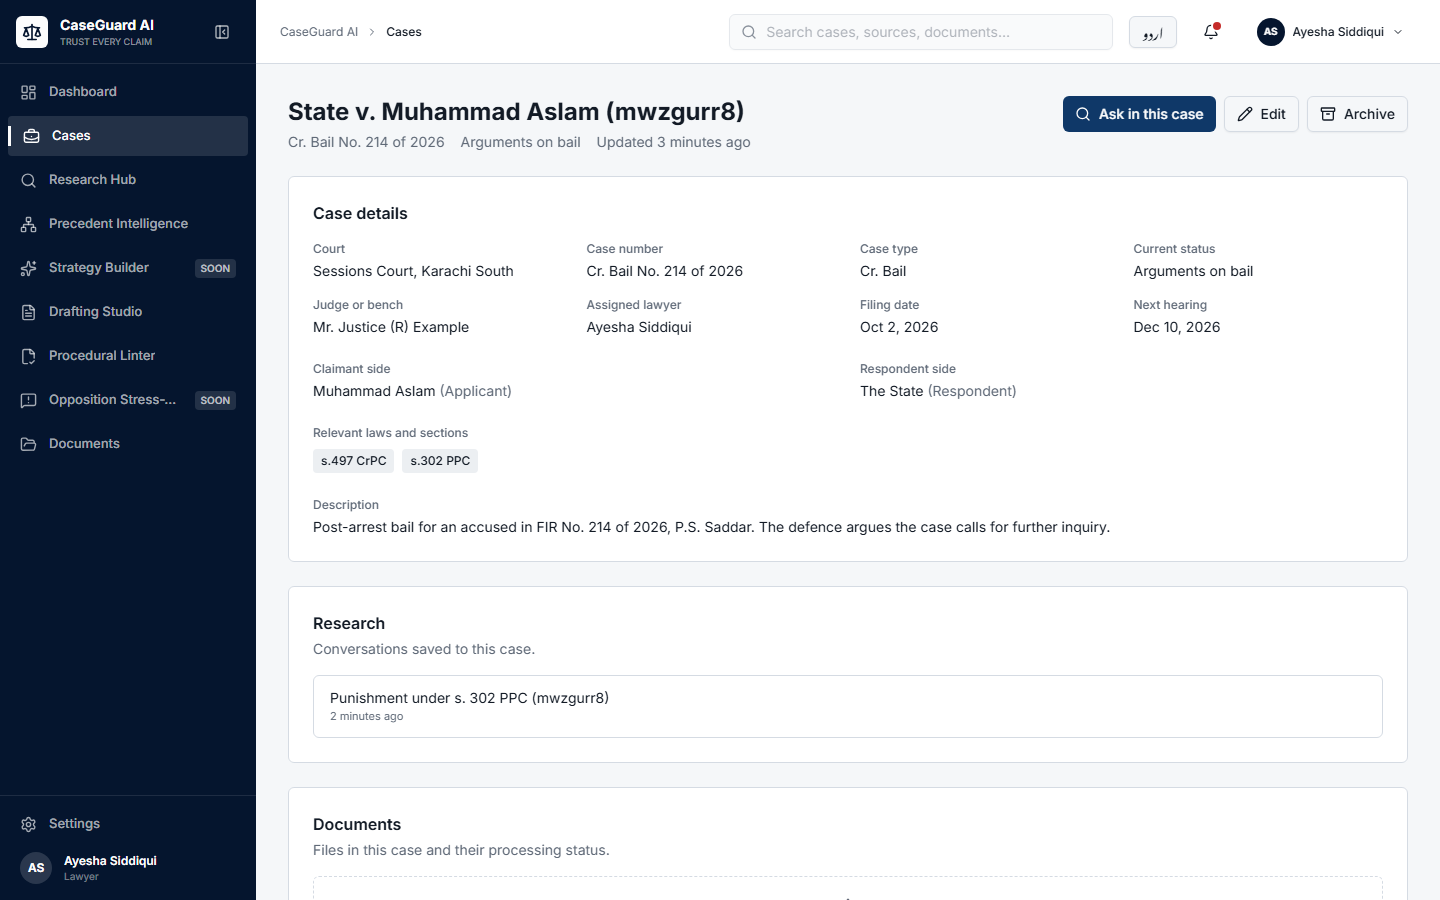 CaseGuard AI
TRUST EVERY CLAIM
Dashboard
Cases
Research Hub
Precedent Intelligence
Strategy Builder SOON
Drafting Studio
Procedural Linter
Opposition Stress-... SOON
Documents
Settings
AS Ayesha Siddiqui
Lawyer
CaseGuard AI > Cases
Search cases, sources, documents...
اردو
AS Ayesha Siddiqui
State v. Muhammad Aslam (mwzgurr8)
Cr. Bail No. 214 of 2026 Arguments on bail Updated 3 minutes ago
Ask in this case Edit Archive
Case details
Court Case number Case type Current status
Sessions Court, Karachi South Cr. Bail No. 214 of 2026 Cr. Bail Arguments on bail
Judge or bench Assigned lawyer Filing date Next hearing
Mr. Justice (R) Example Ayesha Siddiqui Oct 2, 2026 Dec 10, 2026
Claimant side Respondent side
Muhammad Aslam (Applicant) The State (Respondent)
Relevant laws and sections
s.497 CrPC s.302 PPC
Description
Post-arrest bail for an accused in FIR No. 214 of 2026, P.S. Saddar. The defence argues the case calls for further inquiry.
Research
Conversations saved to this case.
Punishment under s. 302 PPC (mwzgurr8)
2 minutes ago
Documents
Files in this case and their processing status.